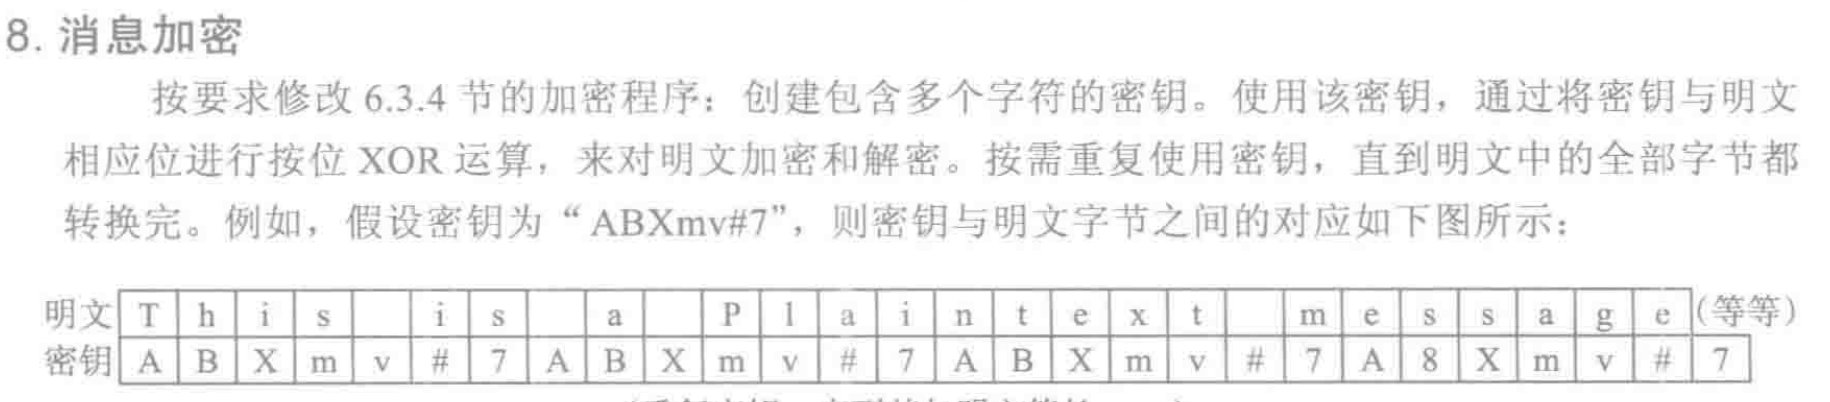 8. 消息加密
按要求修改 6.3.4 节的加密程序：创建包含多个字符的密钥。使用该密钥，通过将密钥与明文
相应位进行按位 XOR 运算，来对明文加密和解密。按需重复使用密钥，直到明文中的全部字节都
转换完。例如，假设密钥为“ABXmv#7”，则密钥与明文字节之间的对应如下图所示：
明文 T h i s i s a P l a i n t e x t m e s s a g e （等等）
密钥 A B X m v # 7 A B X m v # 7 A B X m v # 7 A 8 X m v # 7